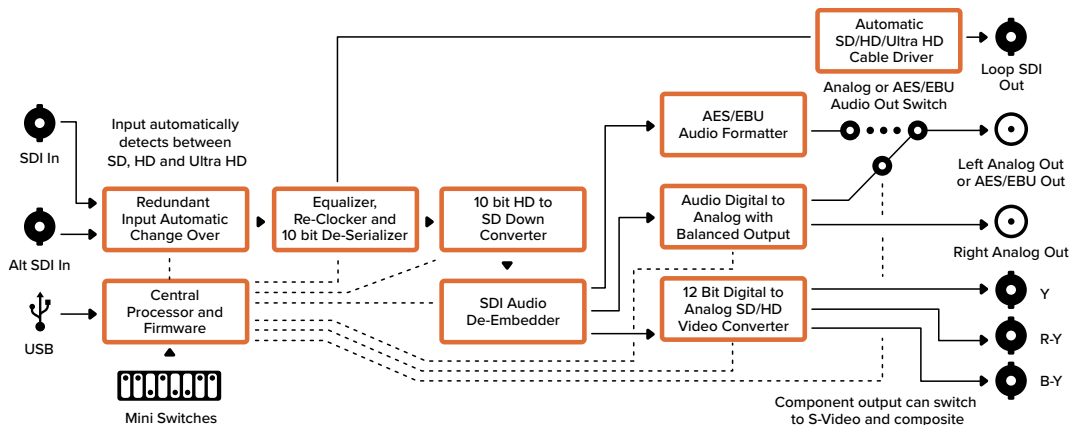 Automatic
SD/HD/Ultra HD
Cable Driver
Loop SDI
Out
Analog or AES/EBU
Audio Out Switch
SDI In
Input automatically
detects between
SD, HD and Ultra HD
AES/EBU
Audio Formatter
Left Analog Out
or AES/EBU Out
Alt SDI In
Redundant
Input Automatic
Change Over
Equalizer,
Re-Clocker and
10 bit De-Serializer
10 bit HD to
SD Down
Converter
Audio Digital to
Analog with
Balanced Output
Right Analog Out
USB
Central
Processor and
Firmware
SDI Audio
De-Embedder
12 Bit Digital to
Analog SD/HD
Video Converter
Y
R-Y
B-Y
Mini Switches
Component output can switch
to S-Video and composite